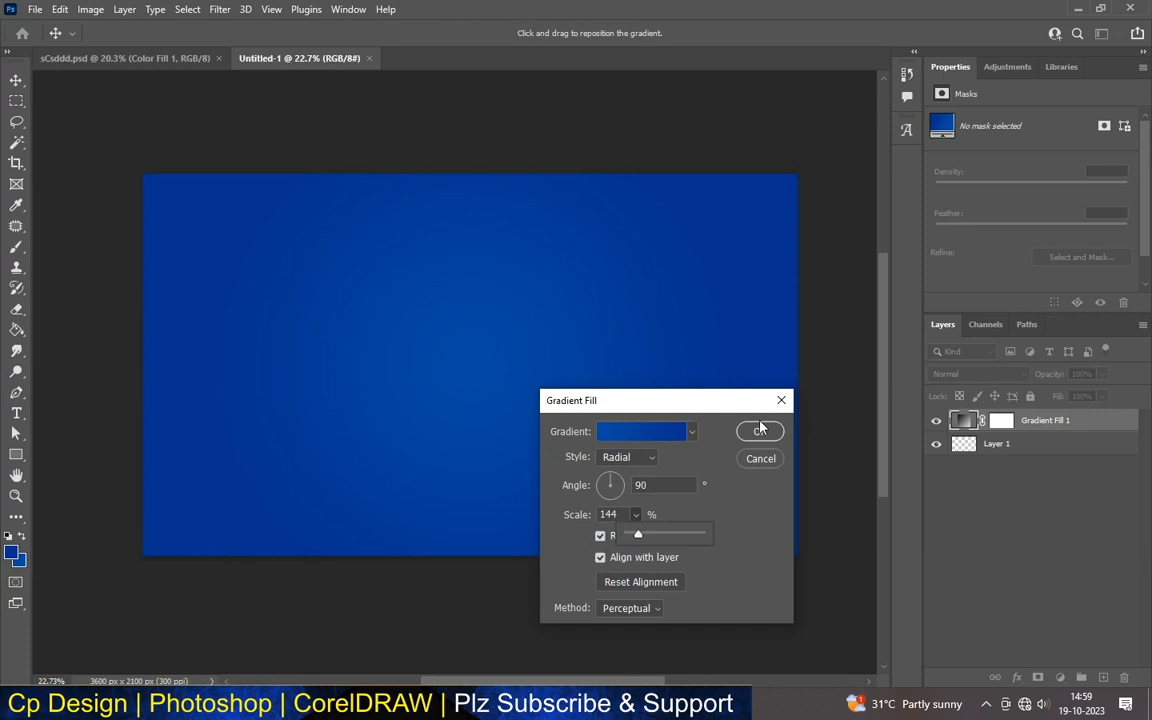 Ps File Edit Image Layer Type Select Filter 3D View Plugins Window Help
Click and drag to reposition the gradient.
sCsddd.psd @ 20.3% (Color Fill 1, RGB/8) × Untitled-1 @ 22.7% (RGB/8#) ×
Properties Adjustments Libraries
Masks
No mask selected
Density:
Feather:
Refine: Select and Mask...
Layers Channels Paths
Kind
Normal Opacity: 100%
Lock: Fill: 100%
Gradient Fill 1
Layer 1
Gradient Fill
Gradient:
Style: Radial
Cancel
Angle: 90 °
Scale: 144 %
Align with layer
Reset Alignment
Method: Perceptual
22.73% 3600 px x 2100 px (300 ppi)
Cp Design | Photoshop | CorelDRAW | Plz Subscribe & Support
31°C Partly sunny
14:59
19-10-2023